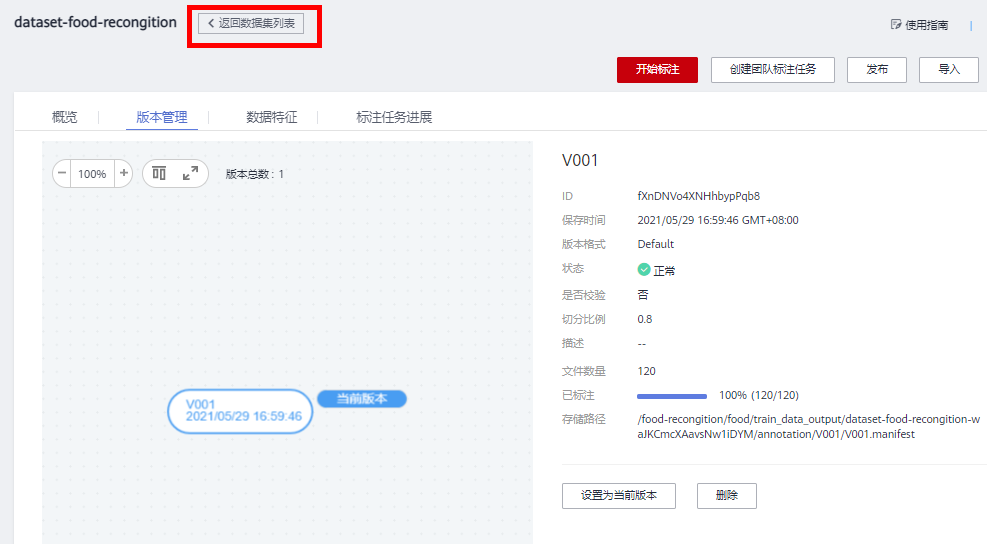 dataset-food-recongition
返回数据集列表
使用指南
开始标注
创建团队标注任务
发布
导入
概览
版本管理
数据特征
标注任务进展
100%
版本总数 : 1
V001
2021/05/29 16:59:46
当前版本
V001
ID fXnDNVo4XNHhbypPqb8
保存时间 2021/05/29 16:59:46 GMT+08:00
版本格式 Default
状态 正常
是否校验 否
切分比例 0.8
描述 --
文件数量 120
已标注 100% (120/120)
存储路径 /food-recongition/food/train_data_output/dataset-food-recongition-w
aJKCmcXAavsNw1iDYM/annotation/V001/V001.manifest
设置为当前版本
删除